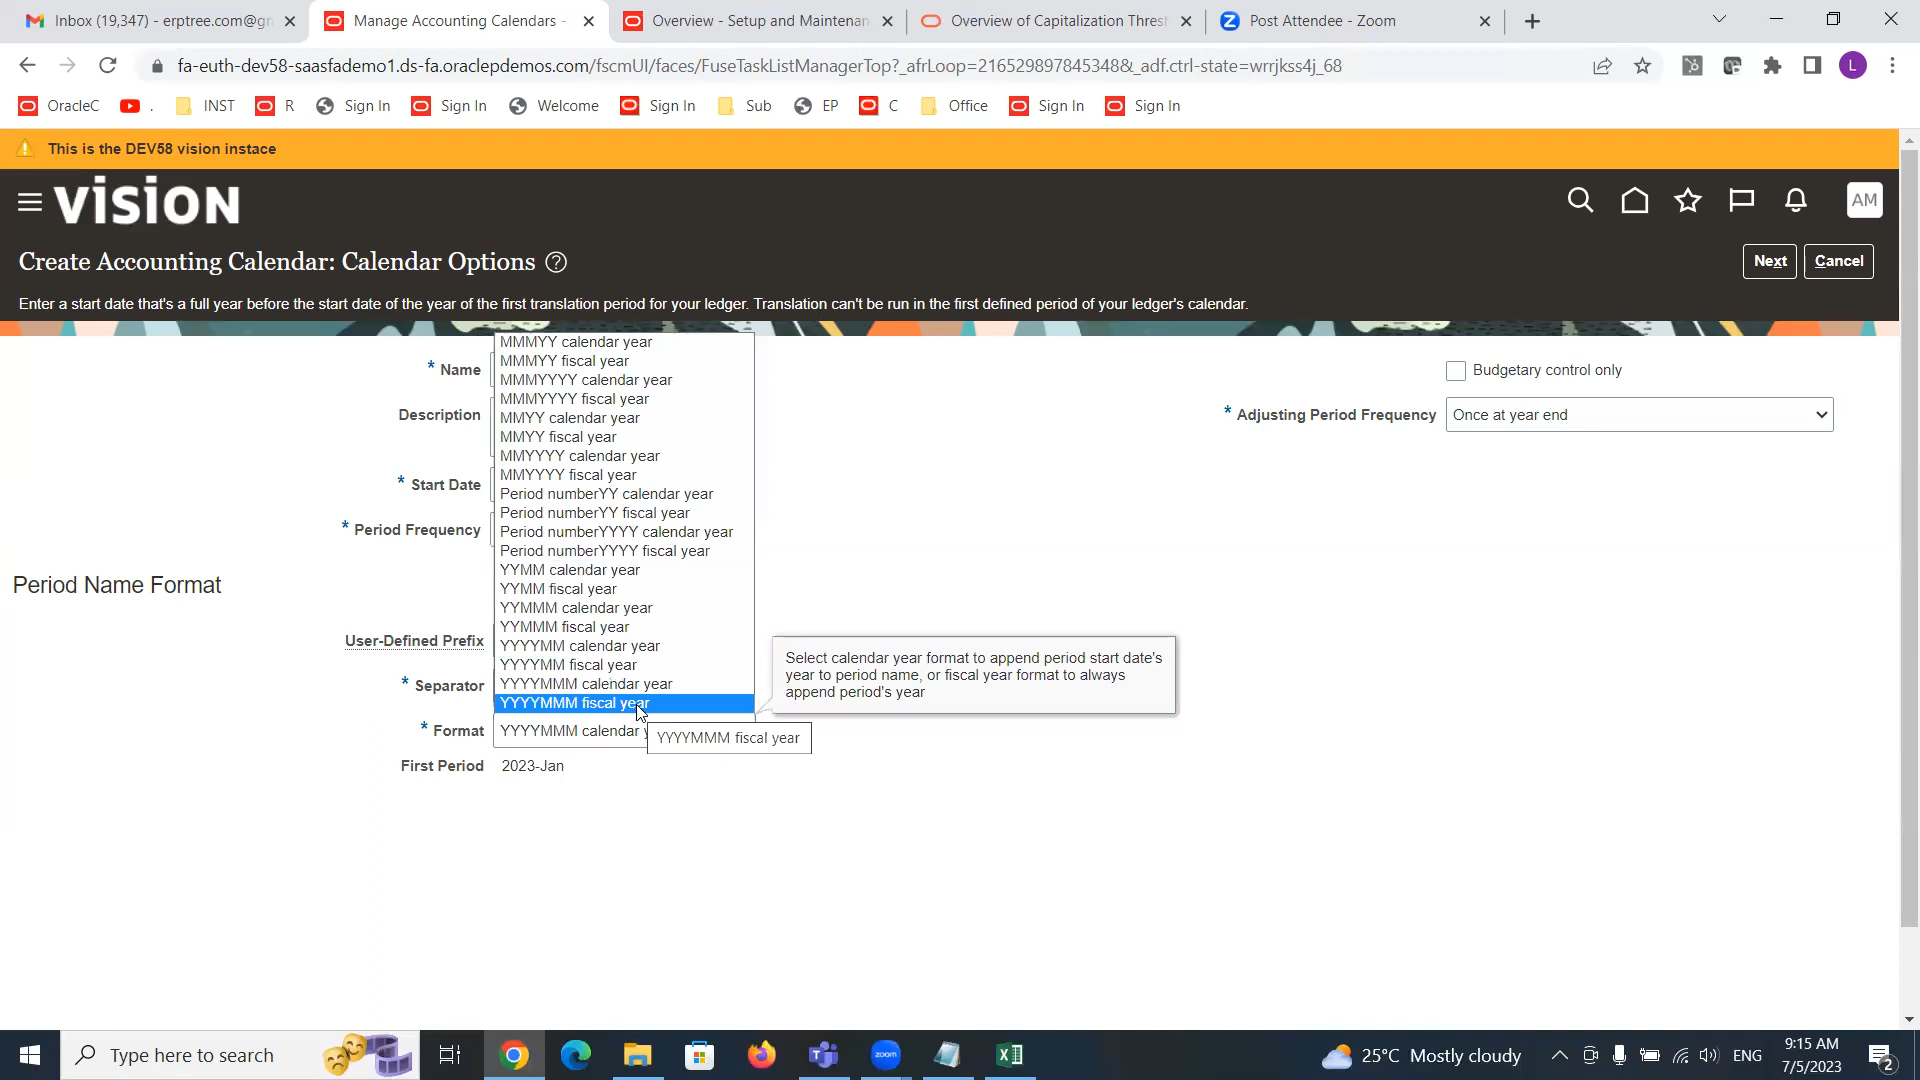 Inbox (19,347) - erptree.com@gn
Manage Accounting Calendars -
Overview - Setup and Maintenan
Overview of Capitalization Thres
Post Attendee - Zoom
fa-euth-dev58-saasfademo1.ds-fa.oraclepdemos.com/fscmUI/faces/FuseTaskListManagerTop?_afrLoop=216529897845348&_adf.ctrl-state=wrrjkss4j_68
L
OracleC . INST R Sign In Sign In Welcome Sign In Sub EP C Office Sign In Sign In
This is the DEV58 vision instace
vision
AM
Create Accounting Calendar: Calendar Options
Next Cancel
Enter a start date that's a full year before the start date of the year of the first translation period for your ledger. Translation can't be run in the first defined period of your ledger's calendar.
* Name
Description
* Start Date
* Period Frequency
Budgetary control only
* Adjusting Period Frequency Once at year end
Period Name Format
User-Defined Prefix
* Separator
* Format YYYYMMM calendar
First Period 2023-Jan
MMMYY calendar year
MMMYY fiscal year
MMMYYYY calendar year
MMMYYYY fiscal year
MMYY calendar year
MMYY fiscal year
MMYYYY calendar year
MMYYYY fiscal year
Period numberYY calendar year
Period numberYY fiscal year
Period numberYYYY calendar year
Period numberYYYY fiscal year
YYMM calendar year
YYMM fiscal year
YYMMM calendar year
YYMMM fiscal year
YYYYMM calendar year
YYYYMM fiscal year
YYYYMMM calendar year
YYYYMMM fiscal year
YYYYMMM fiscal year
Select calendar year format to append period start date's
year to period name, or fiscal year format to always
append period's year
Type here to search
zoom
25°C Mostly cloudy
ENG
9:15 AM
7/5/2023
2